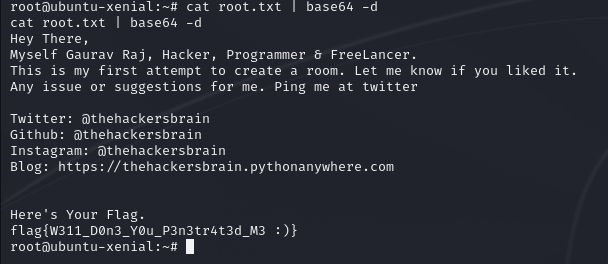 root@ubuntu-xenial:~# cat root.txt | base64 -d
cat root.txt | base64 -d
Hey There,
Myself Gaurav Raj, Hacker, Programmer & FreeLancer.
This is my first attempt to create a room. Let me know if you liked it.
Any issue or suggestions for me. Ping me at twitter
Twitter: @thehackersbrain
Github: @thehackersbrain
Instagram: @thehackersbrain
Blog: https://thehackersbrain.pythonanywhere.com
Here's Your Flag.
flag{W311_D0n3_Y0u_P3n3tr4t3d_M3 :)}
root@ubuntu-xenial:~#